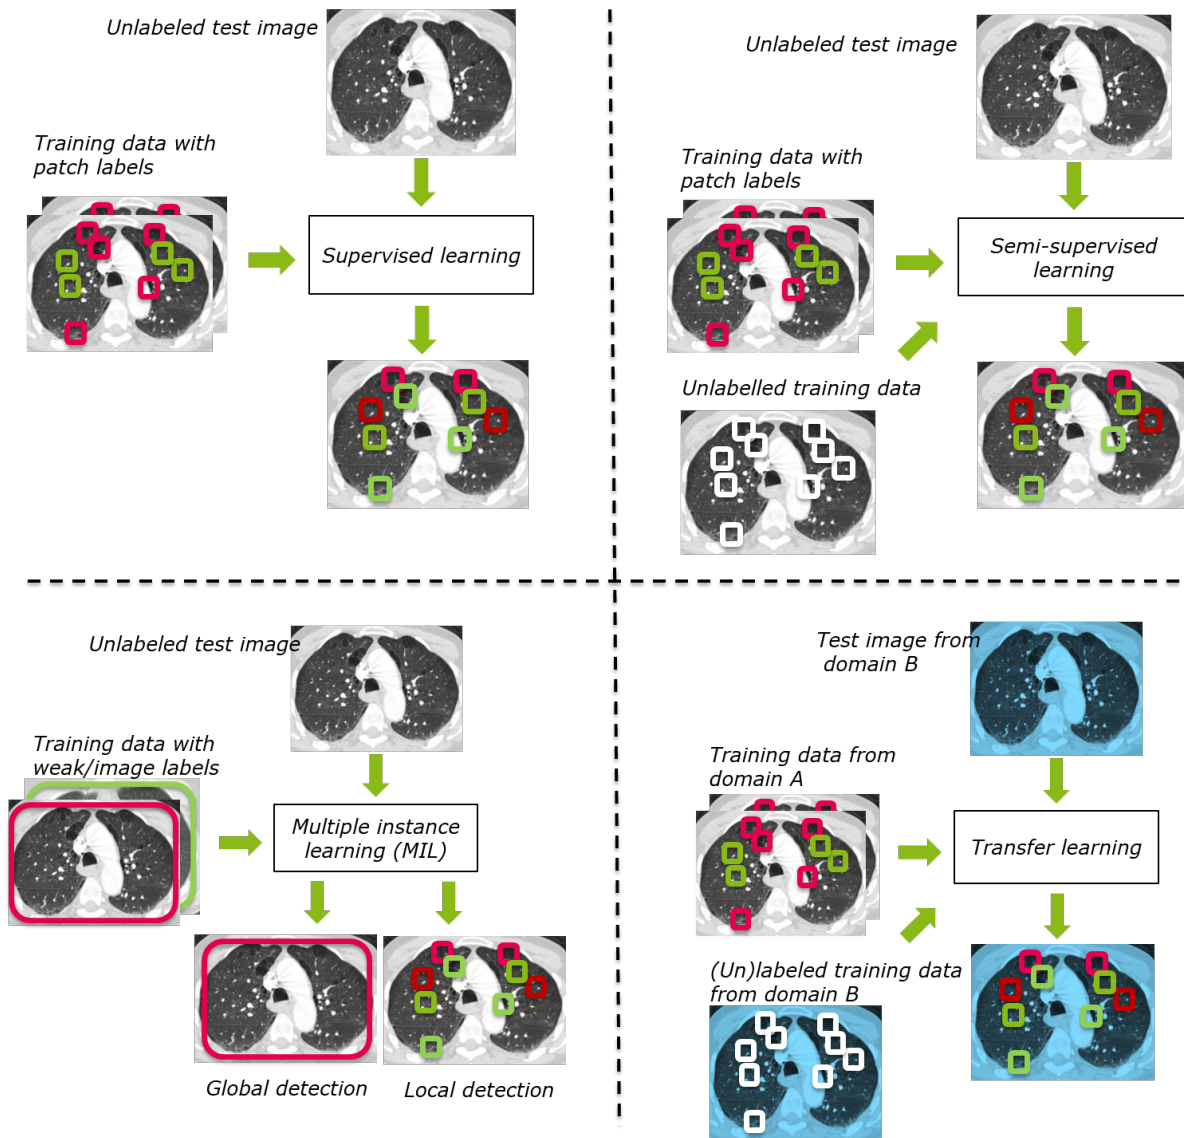 Unlabeled test image
Training data with
patch labels
Supervised learning
Unlabeled test image
Training data with
patch labels
Semi-supervised
learning
Unlabelled training data
Unlabeled test image
Training data with
weak/image labels
Multiple instance
learning (MIL)
Global detection
Local detection
Test image from
domain B
Training data from
domain A
Transfer learning
(Un)labeled training data
from domain B